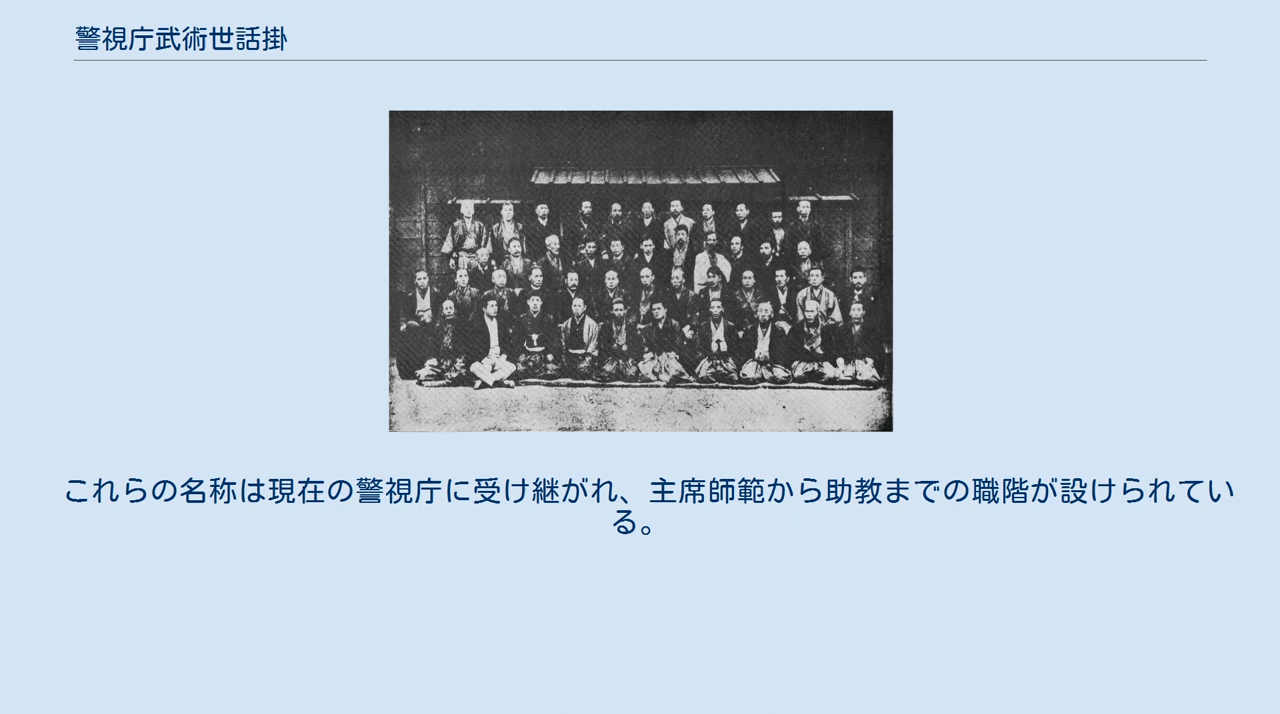 警視庁武術世話掛
これらの名称は現在の警視庁に受け継がれ、主席師範から助教までの職階が設けられてい
る。